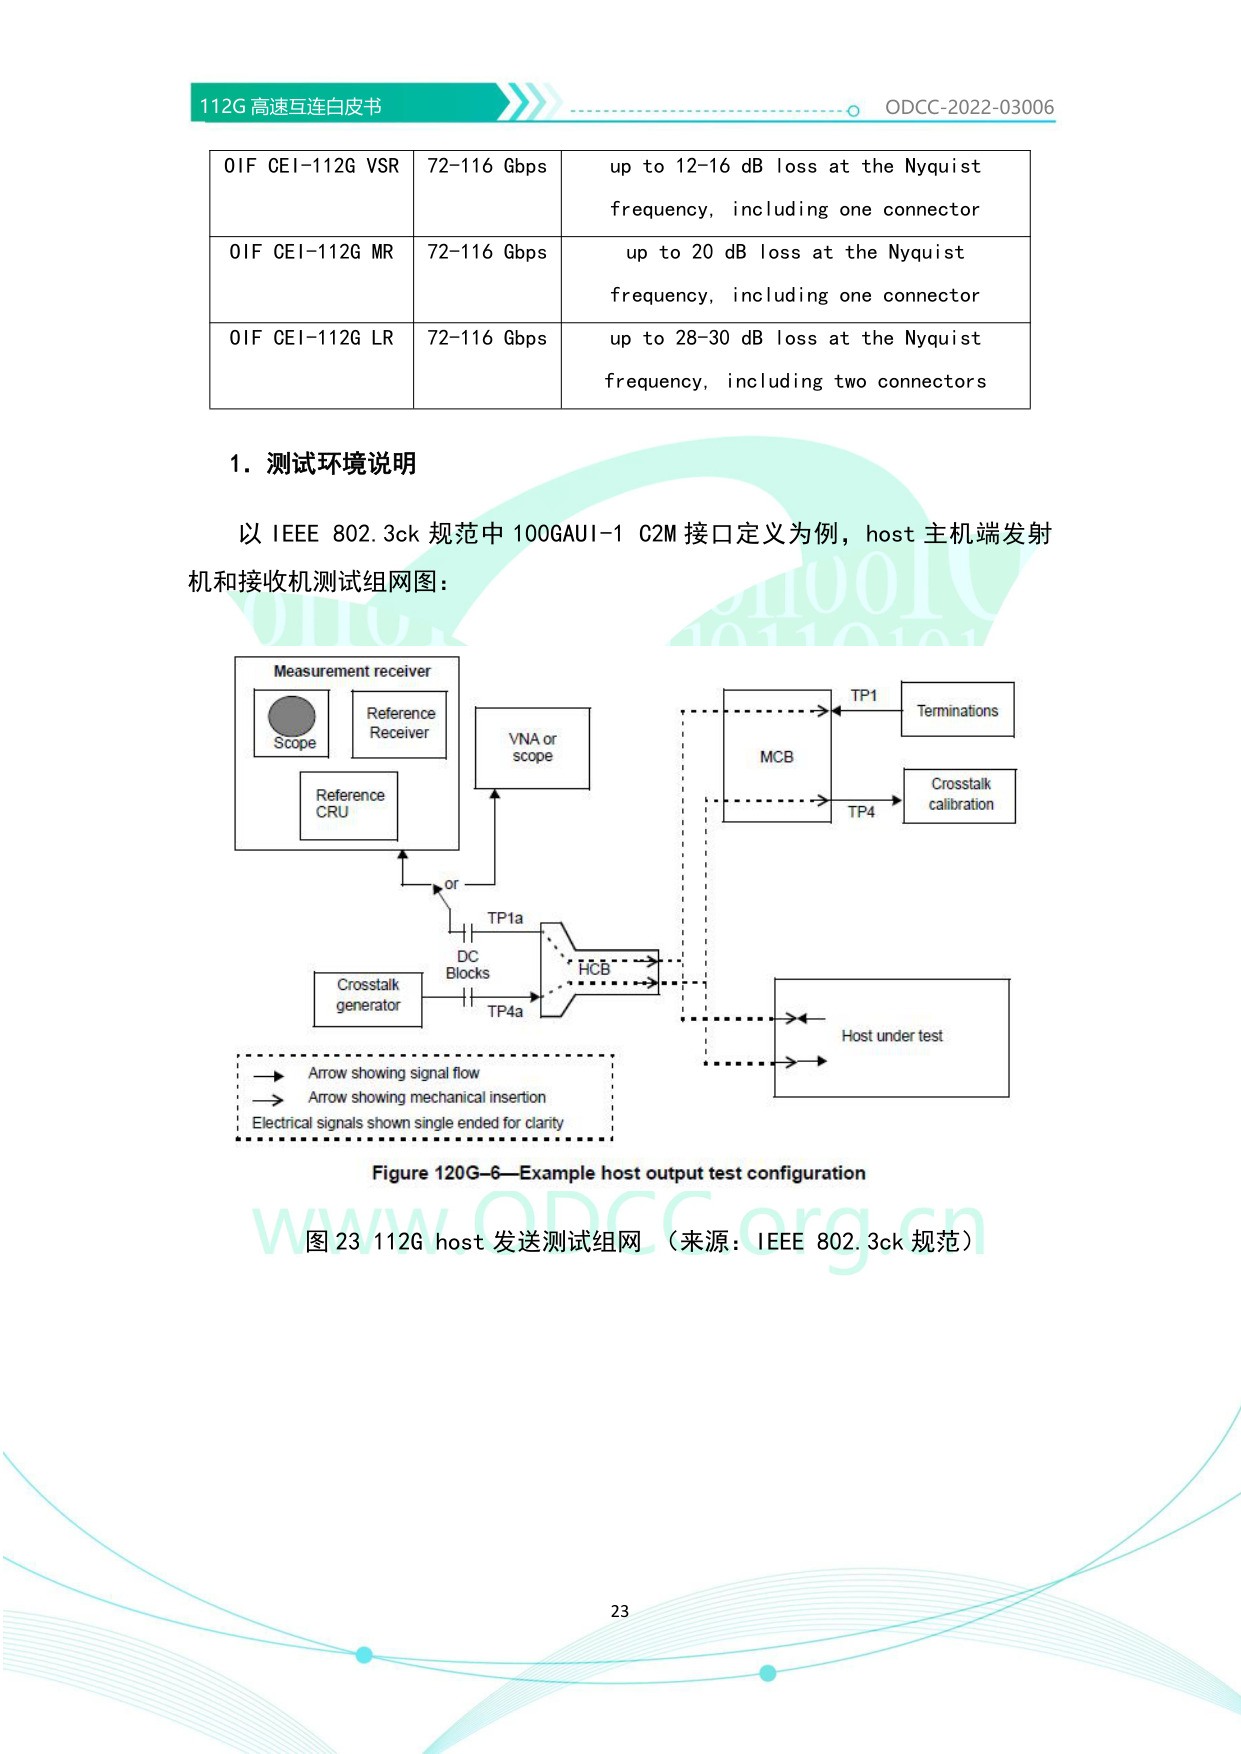 112G 高速互连白皮书
ODCC-2022-03006
OIF CEI-112G VSR 72-116 Gbps up to 12-16 dB loss at the Nyquist
frequency, including one connector
OIF CEI-112G MR 72-116 Gbps up to 20 dB loss at the Nyquist
frequency, including one connector
OIF CEI-112G LR 72-116 Gbps up to 28-30 dB loss at the Nyquist
frequency, including two connectors
1. 测试环境说明
以 IEEE 802.3ck 规范中 100GAUI-1 C2M 接口定义为例，host 主机端发射
机和接收机测试组网图：
Measurement receiver
Scope
Reference
Receiver
Reference
CRU
VNA or
scope
MCB
TP1
Terminations
TP4
Crosstalk
calibration
or
TP1a
DC
Blocks
HCB
Crosstalk
generator
TP4a
Host under test
Arrow showing signal flow
Arrow showing mechanical insertion
Electrical signals shown single ended for clarity
Figure 120G–6—Example host output test configuration
www.ODCC.org.cn
图 23 112G host 发送测试组网 （来源：IEEE 802.3ck 规范）
23